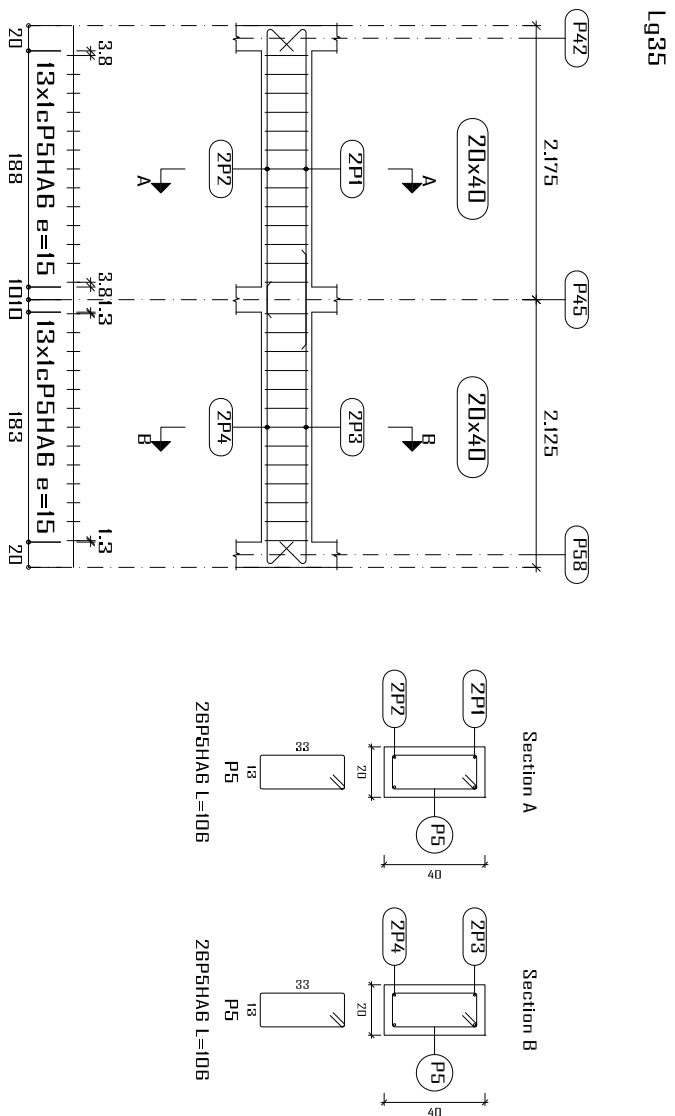 Lg35
P42 P45 P58
2.175 2.125
20x40 20x40
A B
2P1 2P3
2P2 2P4
A B
3.8 3.8 1.3 1.3
13x1cP5HA6 e=15 13x1cP5HA6 e=15
20 188 10 10 183 20
Section A
2P1
P5
40
2P2
20
33
13
P5
26P5HA6 L=106
Section B
2P3
P5
40
2P4
20
33
13
P5
26P5HA6 L=106